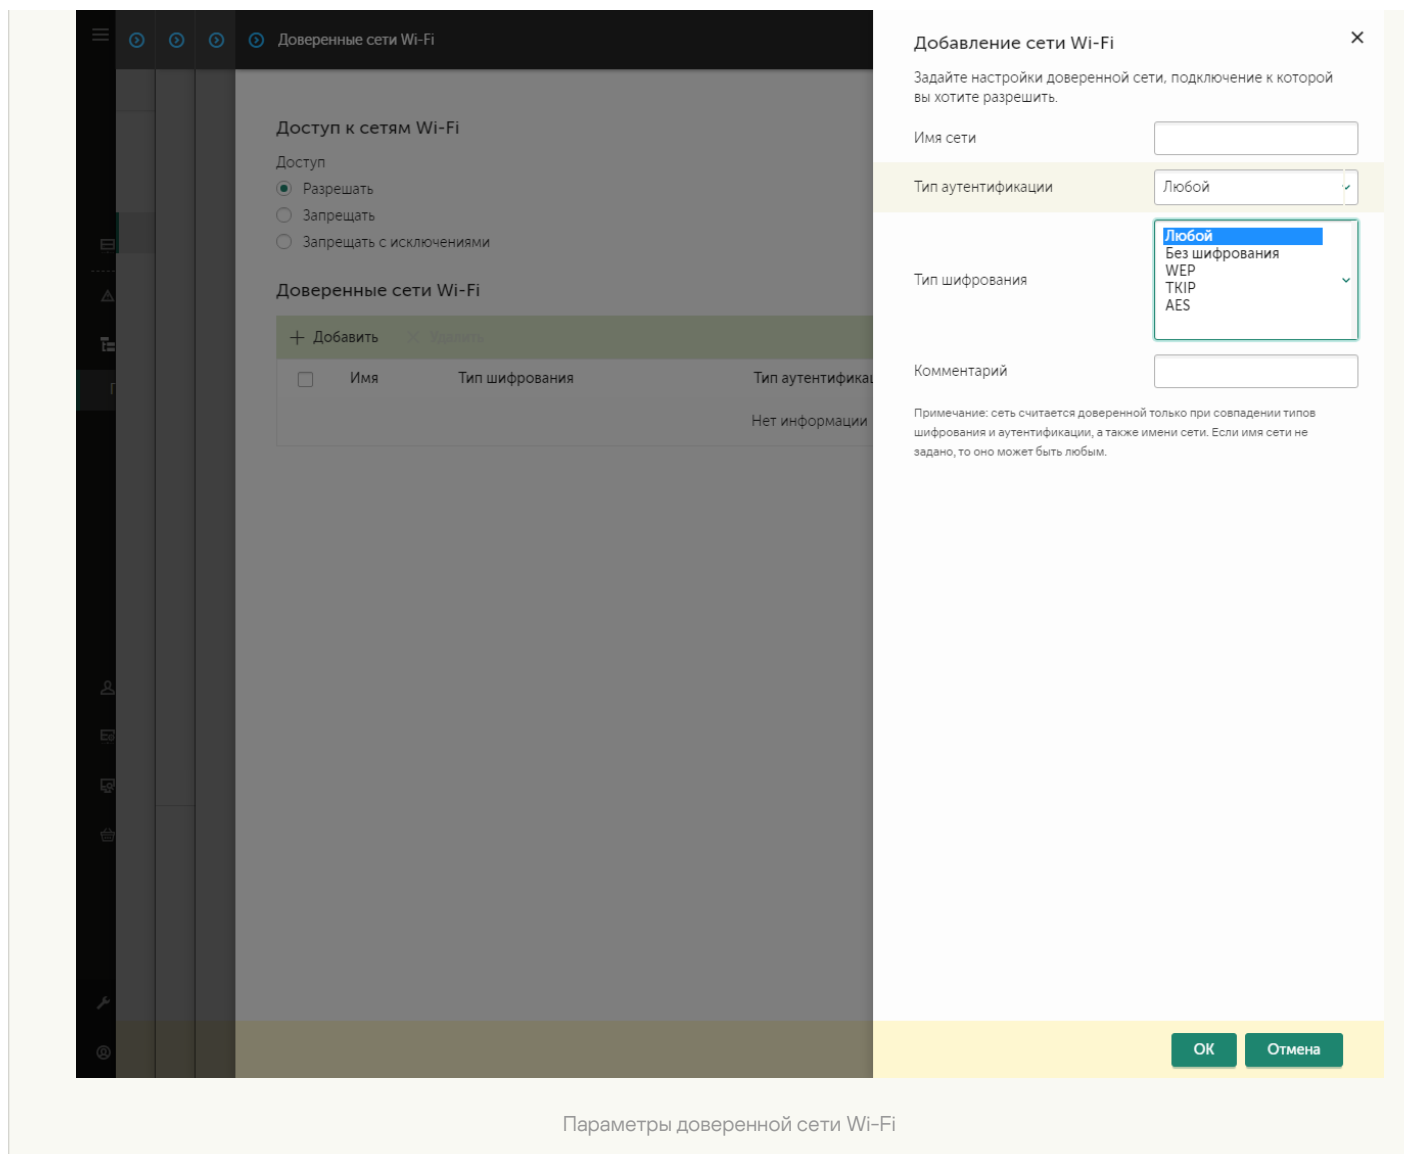 Доверенные сети Wi-Fi
Доступ к сетям Wi-Fi
Доступ
Разрешать
Запрещать
Запрещать с исключениями
Доверенные сети Wi-Fi
Добавить
Удалить
Имя
Тип шифрования
Тип аутентификац
Нет информации
Добавление сети Wi-Fi
Задайте настройки доверенной сети, подключение к которой
вы хотите разрешить.
Имя сети
Тип аутентификации
Любой
Тип шифрования
Любой
Без шифрования
WEP
TKIP
AES
Комментарий
Примечание: сеть считается доверенной только при совпадении типов
шифрования и аутентификации, а также имени сети. Если имя сети не
задано, то оно может быть любым.
ОК
Отмена
Параметры доверенной сети Wi-Fi